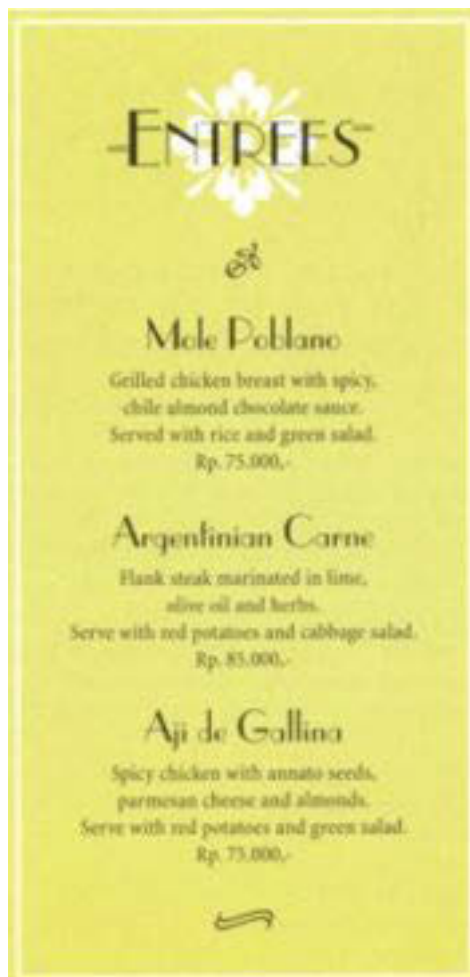 ENTREES
Mole Poblano
Grilled chicken breast with spicy,
chile almond chocolate sauce.
Served with rice and green salad.
Rp. 75.000,-
Argentinian Carne
Flank steak marinated in lime,
olive oil and herbs.
Serve with red potatoes and cabbage salad.
Rp. 85.000,-
Aji de Gallina
Spicy chicken with annato seeds,
parmesan cheese and almonds.
Serve with red potatoes and green salad.
Rp. 75.000,-